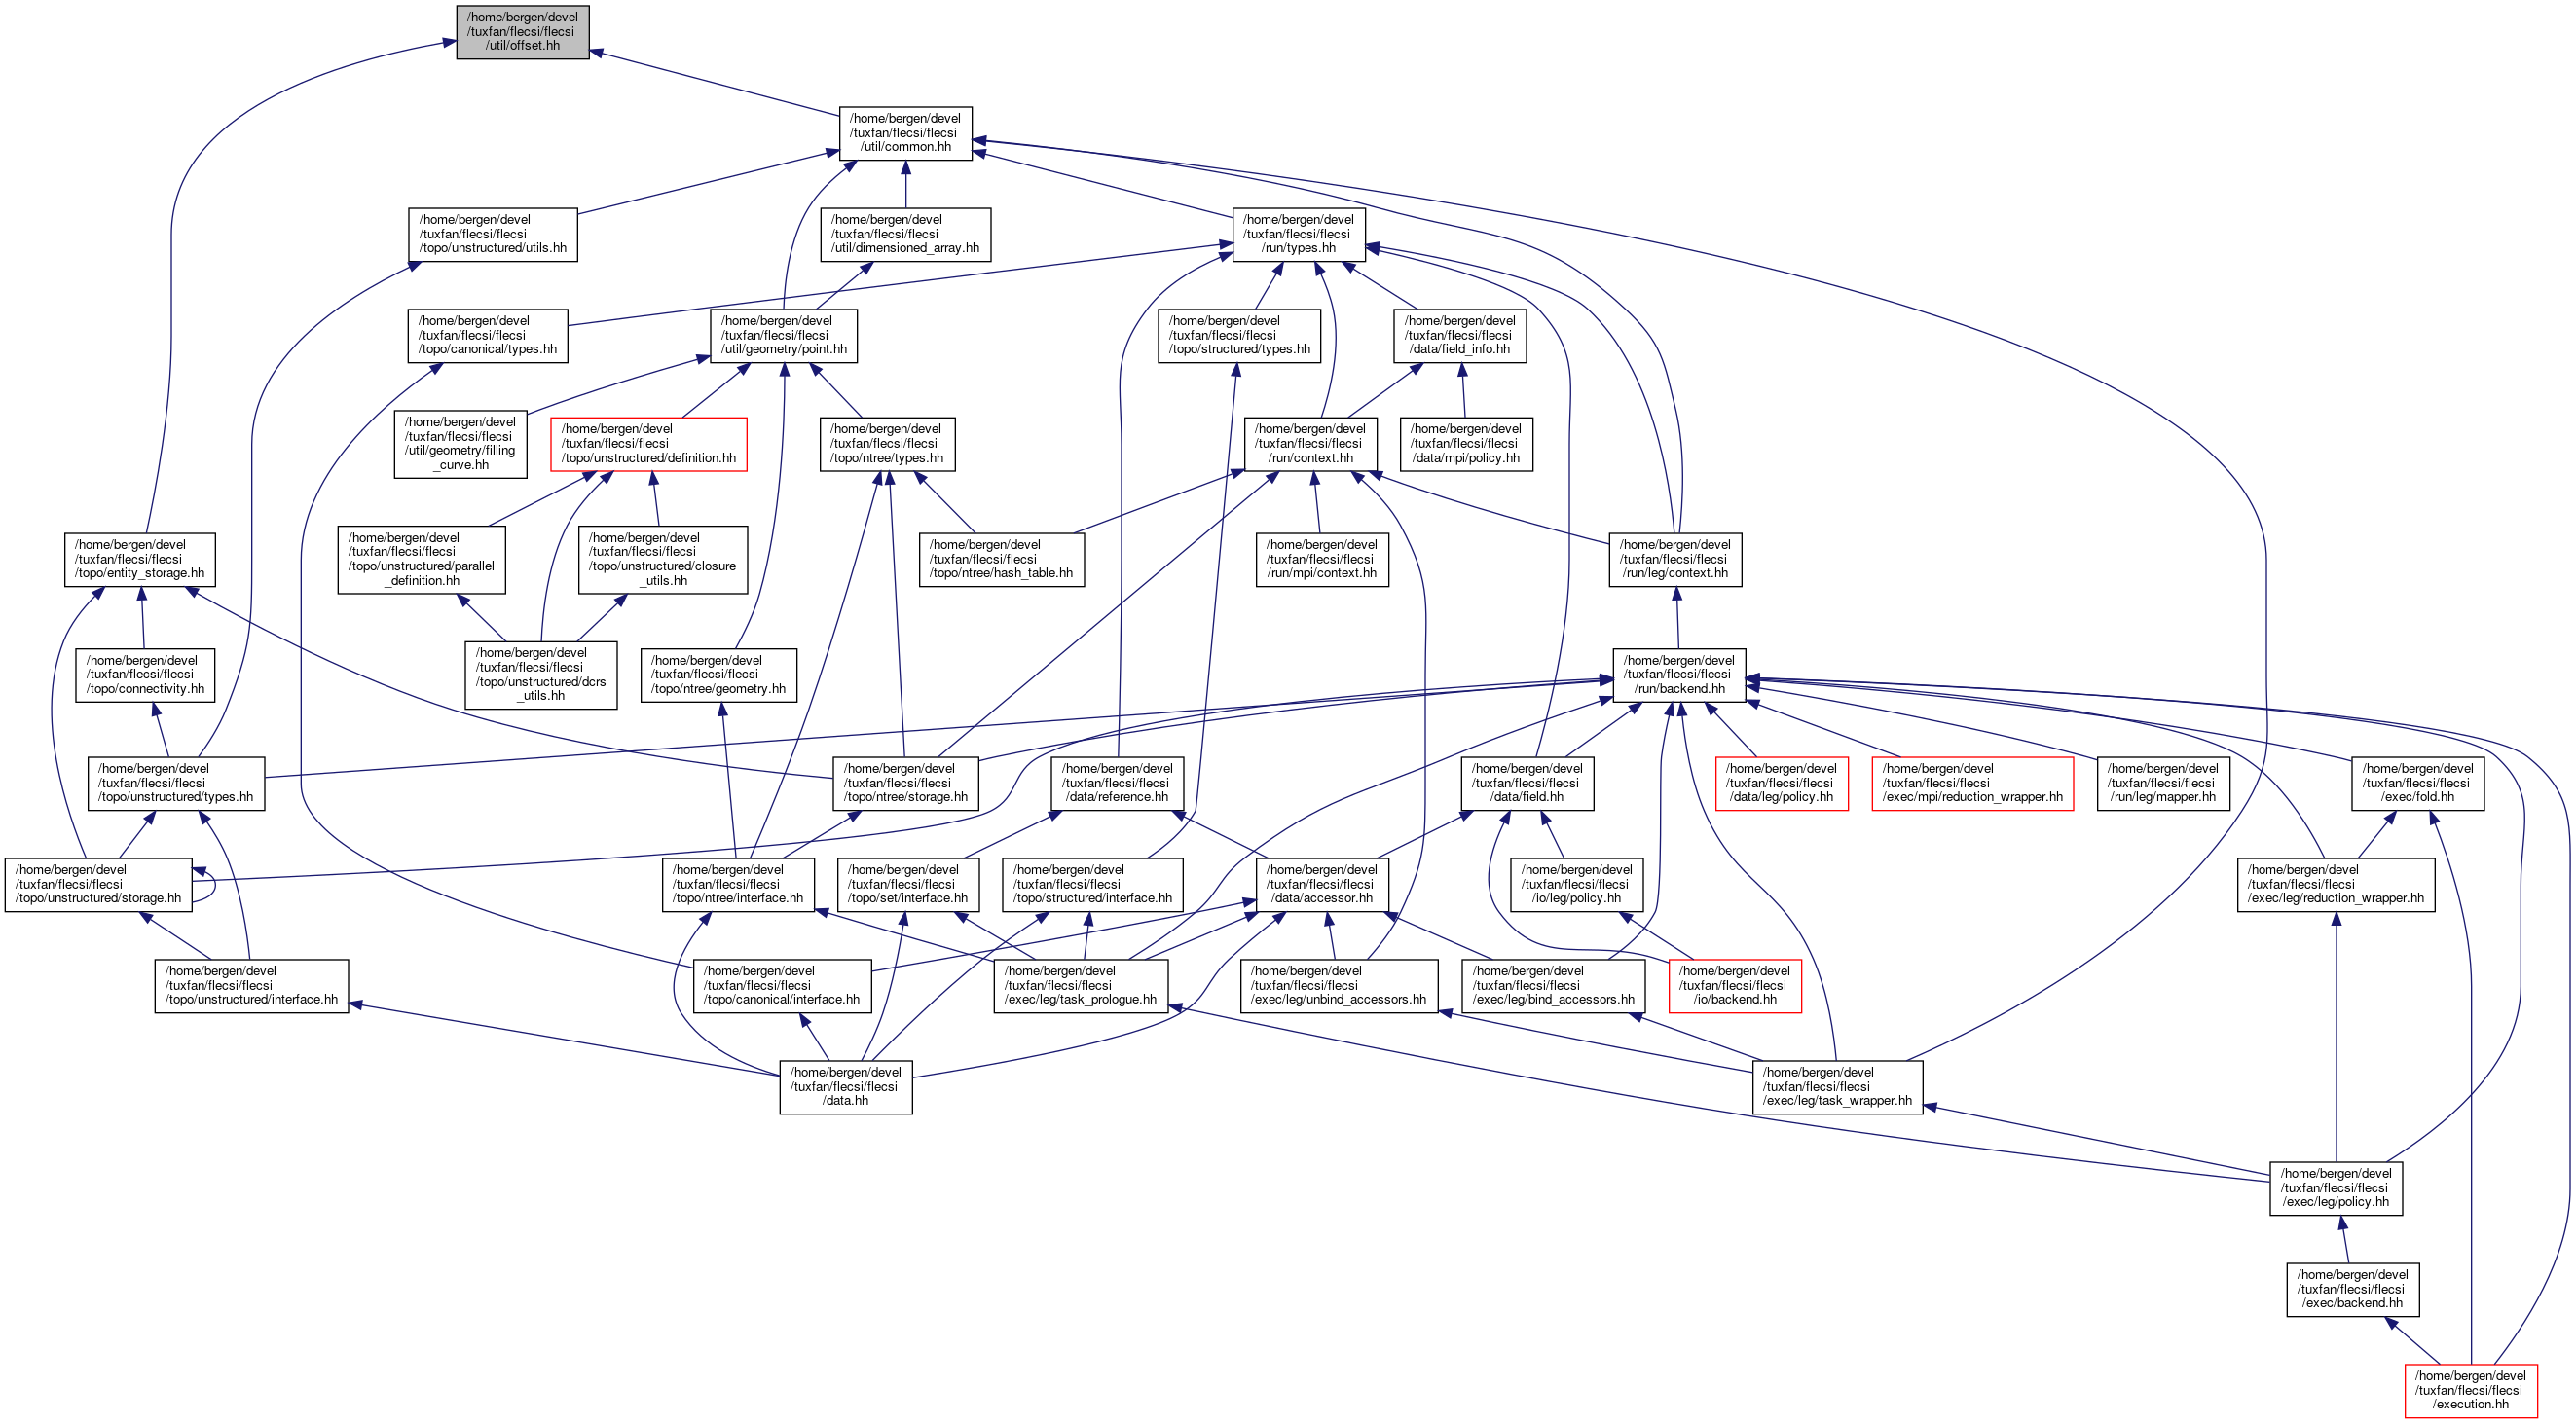 /home/bergen/devel
/tuxfan/flecsi/flecsi
/util/offset.hh
/home/bergen/devel
/tuxfan/flecsi/flecsi
/util/common.hh
/home/bergen/devel
/tuxfan/flecsi/flecsi
/topo/unstructured/utils.hh
/home/bergen/devel
/tuxfan/flecsi/flecsi
/util/dimensioned_array.hh
/home/bergen/devel
/tuxfan/flecsi/flecsi
/run/types.hh
/home/bergen/devel
/tuxfan/flecsi/flecsi
/topo/canonical/types.hh
/home/bergen/devel
/tuxfan/flecsi/flecsi
/util/geometry/point.hh
/home/bergen/devel
/tuxfan/flecsi/flecsi
/topo/structured/types.hh
/home/bergen/devel
/tuxfan/flecsi/flecsi
/data/field_info.hh
/home/bergen/devel
/tuxfan/flecsi/flecsi
/util/geometry/filling
_curve.hh
/home/bergen/devel
/tuxfan/flecsi/flecsi
/topo/unstructured/definition.hh
/home/bergen/devel
/tuxfan/flecsi/flecsi
/topo/ntree/types.hh
/home/bergen/devel
/tuxfan/flecsi/flecsi
/run/context.hh
/home/bergen/devel
/tuxfan/flecsi/flecsi
/data/mpi/policy.hh
/home/bergen/devel
/tuxfan/flecsi/flecsi
/topo/entity_storage.hh
/home/bergen/devel
/tuxfan/flecsi/flecsi
/topo/unstructured/parallel
_definition.hh
/home/bergen/devel
/tuxfan/flecsi/flecsi
/topo/unstructured/closure
_utils.hh
/home/bergen/devel
/tuxfan/flecsi/flecsi
/topo/ntree/hash_table.hh
/home/bergen/devel
/tuxfan/flecsi/flecsi
/run/mpi/context.hh
/home/bergen/devel
/tuxfan/flecsi/flecsi
/run/leg/context.hh
/home/bergen/devel
/tuxfan/flecsi/flecsi
/topo/connectivity.hh
/home/bergen/devel
/tuxfan/flecsi/flecsi
/topo/unstructured/dcrs
_utils.hh
/home/bergen/devel
/tuxfan/flecsi/flecsi
/topo/ntree/geometry.hh
/home/bergen/devel
/tuxfan/flecsi/flecsi
/run/backend.hh
/home/bergen/devel
/tuxfan/flecsi/flecsi
/topo/unstructured/types.hh
/home/bergen/devel
/tuxfan/flecsi/flecsi
/topo/ntree/storage.hh
/home/bergen/devel
/tuxfan/flecsi/flecsi
/data/reference.hh
/home/bergen/devel
/tuxfan/flecsi/flecsi
/data/field.hh
/home/bergen/devel
/tuxfan/flecsi/flecsi
/data/leg/policy.hh
/home/bergen/devel
/tuxfan/flecsi/flecsi
/exec/mpi/reduction_wrapper.hh
/home/bergen/devel
/tuxfan/flecsi/flecsi
/run/leg/mapper.hh
/home/bergen/devel
/tuxfan/flecsi/flecsi
/exec/fold.hh
/home/bergen/devel
/tuxfan/flecsi/flecsi
/topo/unstructured/storage.hh
/home/bergen/devel
/tuxfan/flecsi/flecsi
/topo/ntree/interface.hh
/home/bergen/devel
/tuxfan/flecsi/flecsi
/topo/set/interface.hh
/home/bergen/devel
/tuxfan/flecsi/flecsi
/topo/structured/interface.hh
/home/bergen/devel
/tuxfan/flecsi/flecsi
/data/accessor.hh
/home/bergen/devel
/tuxfan/flecsi/flecsi
/io/leg/policy.hh
/home/bergen/devel
/tuxfan/flecsi/flecsi
/exec/leg/reduction_wrapper.hh
/home/bergen/devel
/tuxfan/flecsi/flecsi
/topo/unstructured/interface.hh
/home/bergen/devel
/tuxfan/flecsi/flecsi
/topo/canonical/interface.hh
/home/bergen/devel
/tuxfan/flecsi/flecsi
/exec/leg/task_prologue.hh
/home/bergen/devel
/tuxfan/flecsi/flecsi
/exec/leg/unbind_accessors.hh
/home/bergen/devel
/tuxfan/flecsi/flecsi
/exec/leg/bind_accessors.hh
/home/bergen/devel
/tuxfan/flecsi/flecsi
/io/backend.hh
/home/bergen/devel
/tuxfan/flecsi/flecsi
/data.hh
/home/bergen/devel
/tuxfan/flecsi/flecsi
/exec/leg/task_wrapper.hh
/home/bergen/devel
/tuxfan/flecsi/flecsi
/exec/leg/policy.hh
/home/bergen/devel
/tuxfan/flecsi/flecsi
/exec/backend.hh
/home/bergen/devel
/tuxfan/flecsi/flecsi
/execution.hh